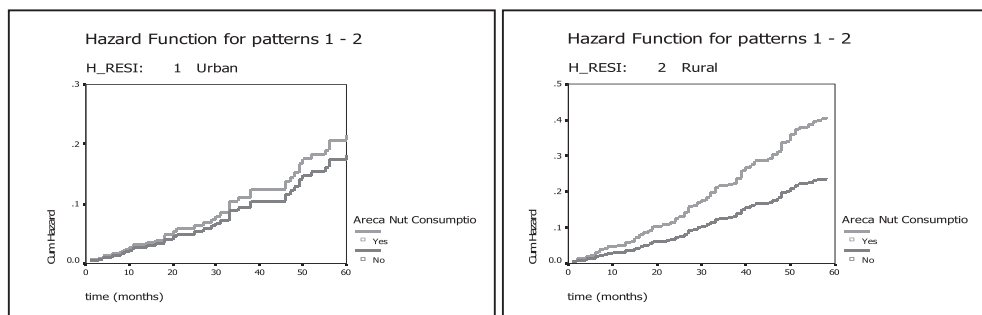 Hazard Function for patterns 1 - 2
H_RESI: 1 Urban
.3
.2
.1
0.0
Cum Hazard
0 10 20 30 40 50 60
time (months)
Areca Nut Consumptio
Yes
No
Hazard Function for patterns 1 - 2
H_RESI: 2 Rural
.5
.4
.3
.2
.1
0.0
Cum Hazard
0 10 20 30 40 50 60
time (months)
Areca Nut Consumptio
Yes
No